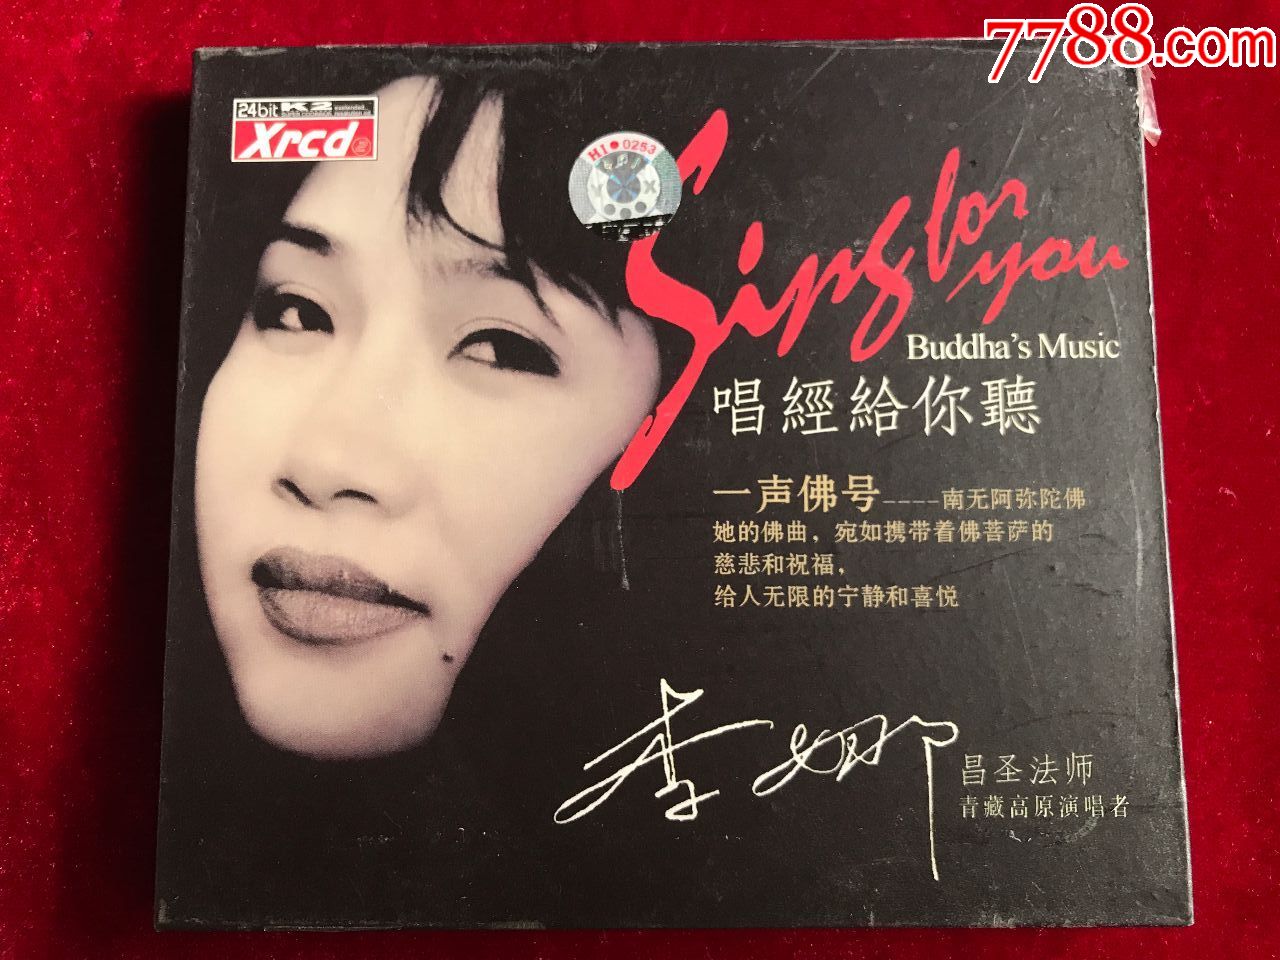 7788.com
24bit K2
Xrcd 2
HJ 0253
Y X
Sing for
you
Buddha's Music
唱經給你聽
一声佛号----南无阿弥陀佛
她的佛曲，宛如携带着佛菩萨的
慈悲和祝福，
给人无限的宁静和喜悦
李娜
昌圣法师
青藏高原演唱者